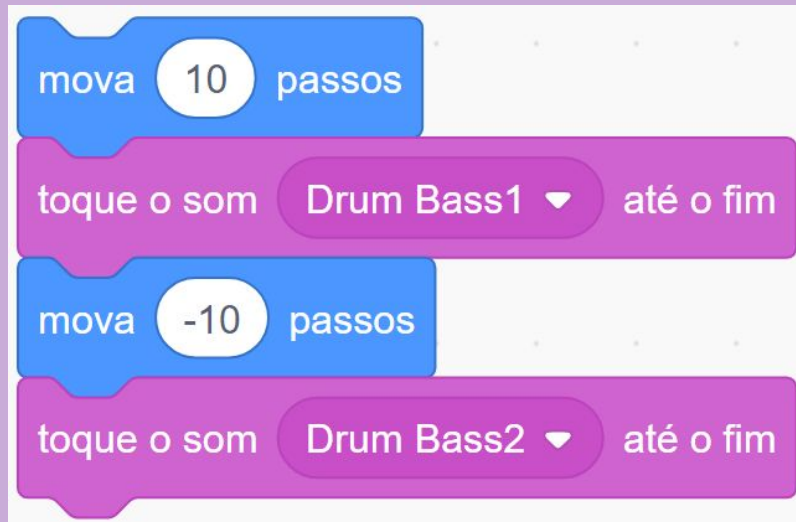 mova 10 passos
toque o som Drum Bass1 até o fim
mova -10 passos
toque o som Drum Bass2 até o fim